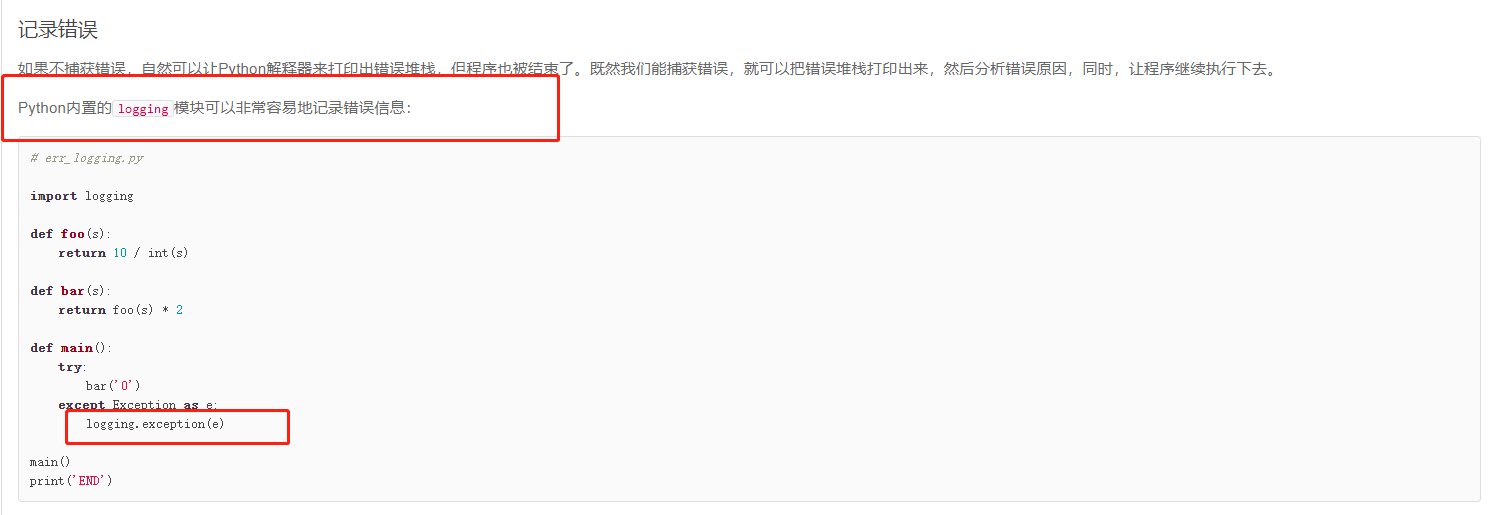 记录错误
如果不捕获错误，自然可以让Python解释器来打印出错误堆栈，但程序也被结束了。既然我们能捕获错误，就可以把错误堆栈打印出来，然后分析错误原因，同时，让程序继续执行下去。
Python内置的logging模块可以非常容易地记录错误信息：
# err_logging.py
import logging
def foo(s):
    return 10 / int(s)
def bar(s):
    return foo(s) * 2
def main():
    try:
        bar('0')
    except Exception as e:
        logging.exception(e)
main()
print('END')